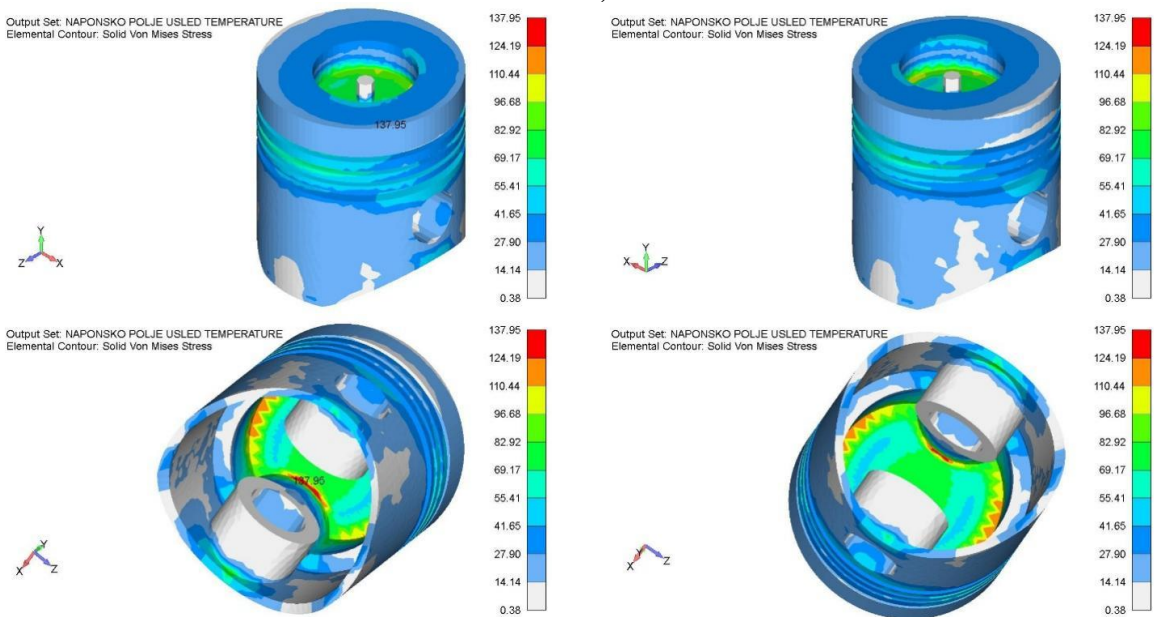 Output Set: NAPONSKO POLJE USLED TEMPERATURE
Elemental Contour: Solid Von Mises Stress
137.95
124.19
110.44
96.68
82.92
69.17
55.41
41.65
27.90
14.14
0.38
137.95
Y
Z
X
Output Set: NAPONSKO POLJE USLED TEMPERATURE
Elemental Contour: Solid Von Mises Stress
137.95
124.19
110.44
96.68
82.92
69.17
55.41
41.65
27.90
14.14
0.38
Y
X
Z
Output Set: NAPONSKO POLJE USLED TEMPERATURE
Elemental Contour: Solid Von Mises Stress
137.95
124.19
110.44
96.68
82.92
69.17
55.41
41.65
27.90
14.14
0.38
137.95
Y
X
Z
Output Set: NAPONSKO POLJE USLED TEMPERATURE
Elemental Contour: Solid Von Mises Stress
137.95
124.19
110.44
96.68
82.92
69.17
55.41
41.65
27.90
14.14
0.38
Y
X
Z